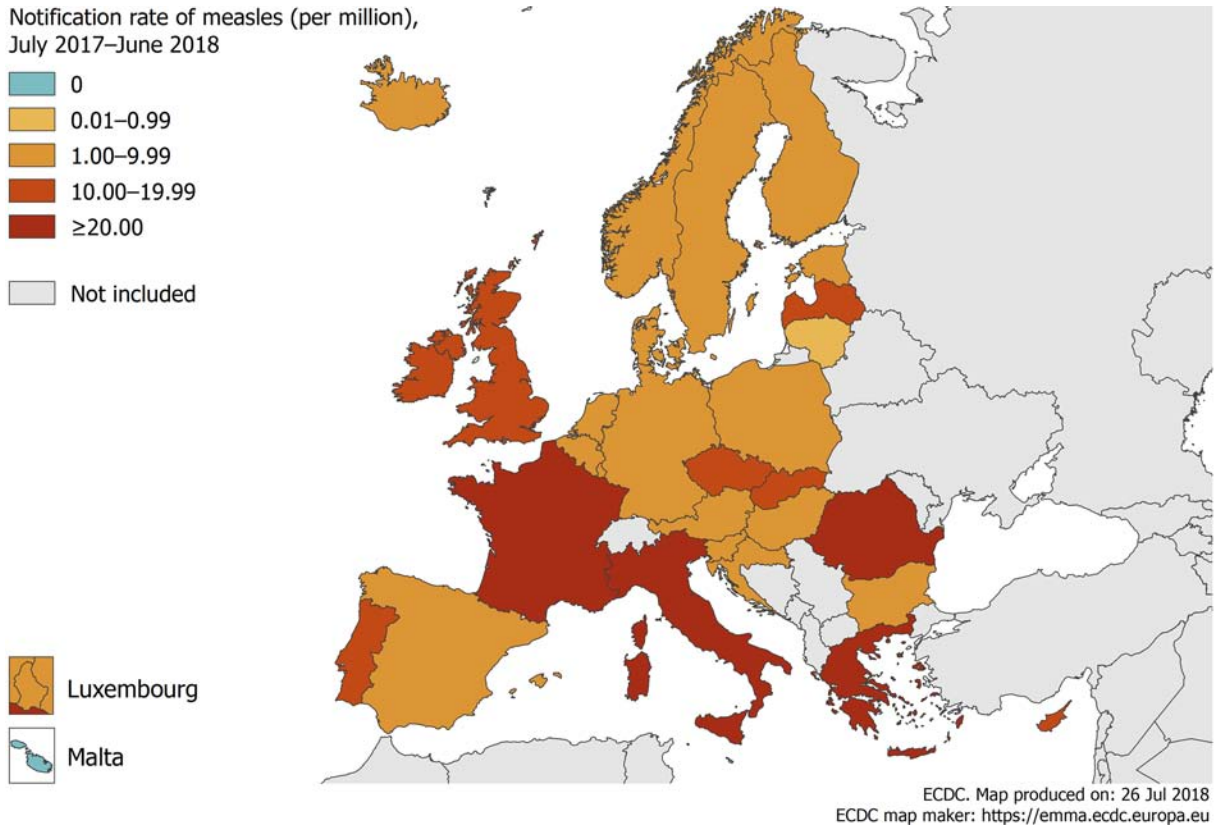 Notification rate of measles (per million),
July 2017–June 2018
0
0.01–0.99
1.00–9.99
10.00–19.99
≥20.00
Not included
Luxembourg
Malta
ECDC. Map produced on: 26 Jul 2018
ECDC map maker: https://emma.ecdc.europa.eu